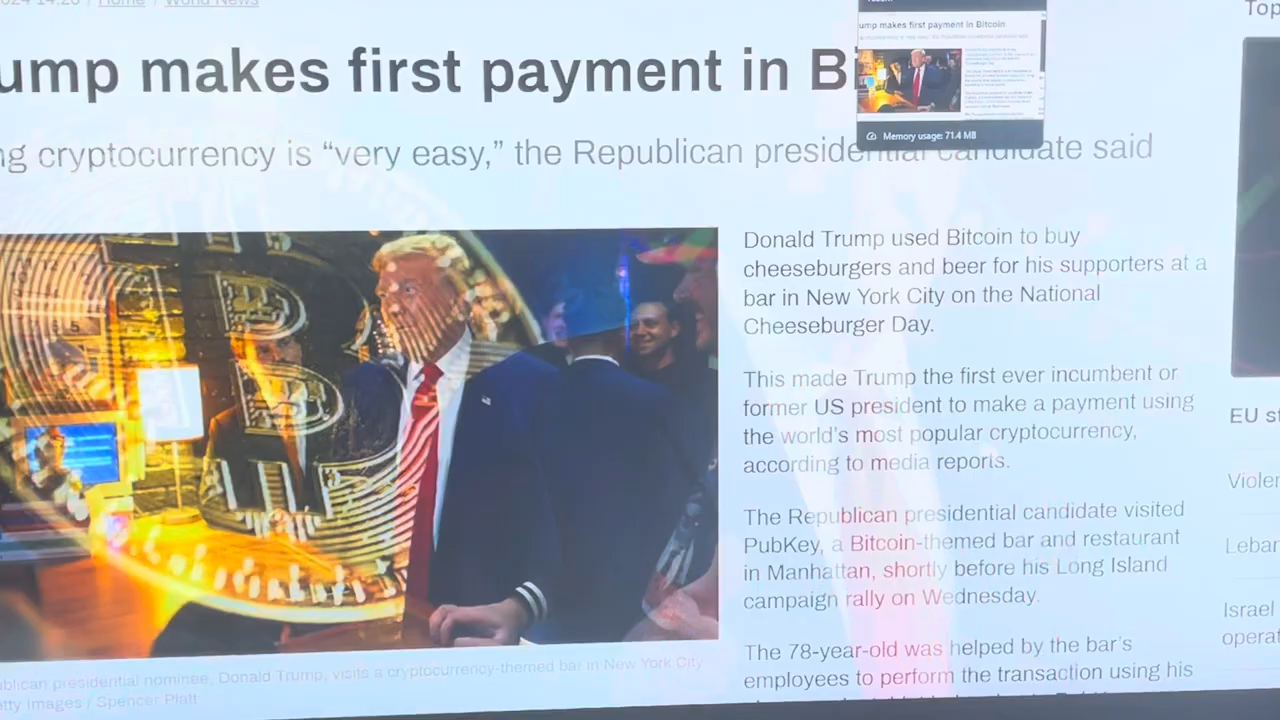 Home / World News
ump makes first payment in Bitcoin
ump makes first payment in B
Memory usage: 71.4 MB
ng cryptocurrency is “very easy,” the Republican presidential candidate said
Donald Trump used Bitcoin to buy
cheeseburgers and beer for his supporters at a
bar in New York City on the National
Cheeseburger Day.
This made Trump the first ever incumbent or
former US president to make a payment using
the world’s most popular cryptocurrency,
according to media reports.
The Republican presidential candidate visited
PubKey, a Bitcoin-themed bar and restaurant
in Manhattan, shortly before his Long Island
campaign rally on Wednesday.
The 78-year-old was helped by the bar’s
employees to perform the transaction using his
blican presidential nominee, Donald Trump, visits a cryptocurrency-themed bar in New York City
tty Images / Spencer Platt
Top
EU st
Violen
Leban
Israel
operat